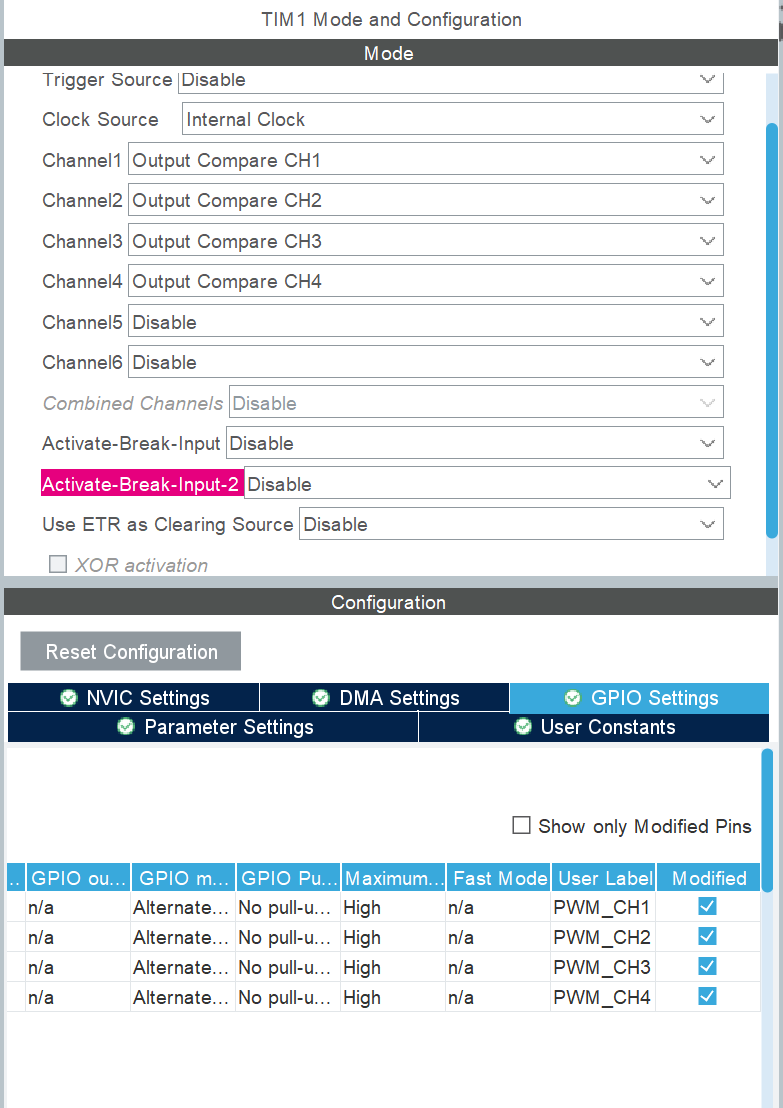 TIM1 Mode and Configuration
Mode
Trigger Source Disable
Clock Source Internal Clock
Channel1 Output Compare CH1
Channel2 Output Compare CH2
Channel3 Output Compare CH3
Channel4 Output Compare CH4
Channel5 Disable
Channel6 Disable
Combined Channels Disable
Activate-Break-Input Disable
Activate-Break-Input-2 Disable
Use ETR as Clearing Source Disable
XOR activation
Configuration
Reset Configuration
NVIC Settings DMA Settings GPIO Settings
Parameter Settings User Constants
Show only Modified Pins
.. GPIO ou... GPIO m... GPIO Pu... Maximum... Fast Mode User Label Modified
n/a Alternate... No pull-u... High n/a PWM_CH1
n/a Alternate... No pull-u... High n/a PWM_CH2
n/a Alternate... No pull-u... High n/a PWM_CH3
n/a Alternate... No pull-u... High n/a PWM_CH4